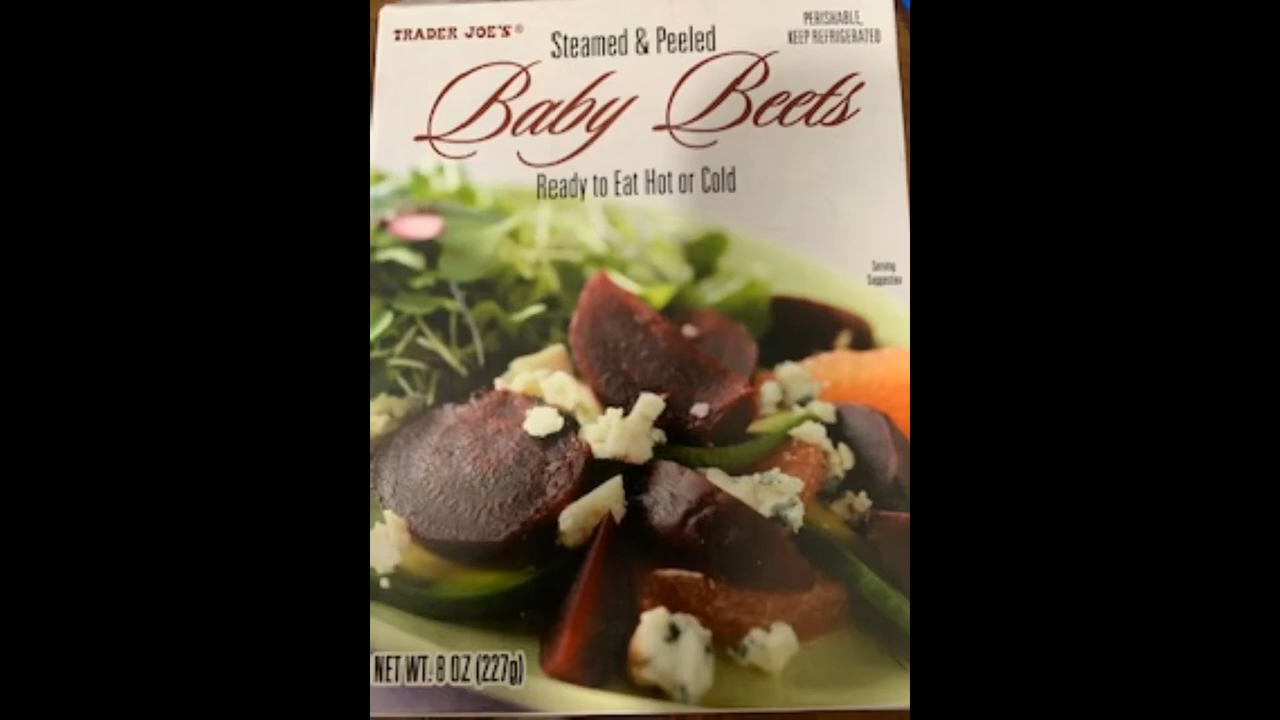 TRADER JOE'S®
Steamed & Peeled
PERISHABLE,
KEEP REFRIGERATED
Baby Beets
Ready to Eat Hot or Cold
Serving
Suggestion
NET WT. 8 OZ (227g)